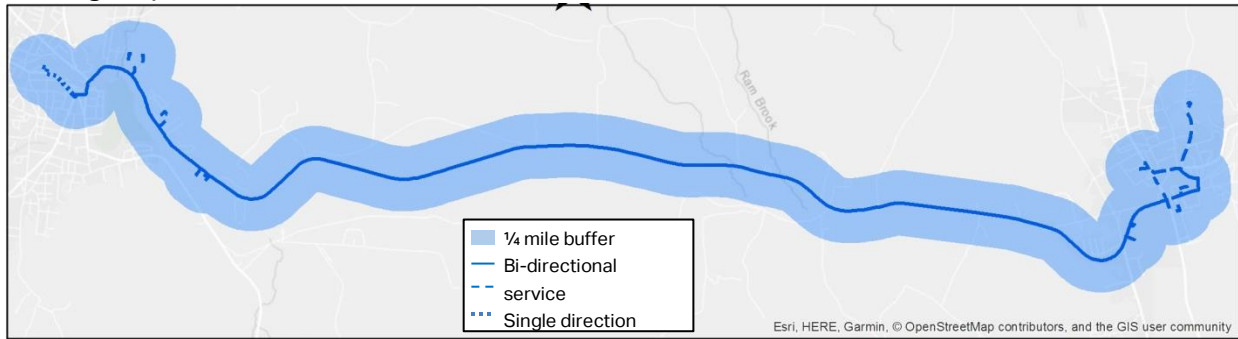 Ram Brook
¼ mile buffer
Bi-directional
service
Single direction
Esri, HERE, Garmin, © OpenStreetMap contributors, and the GIS user community